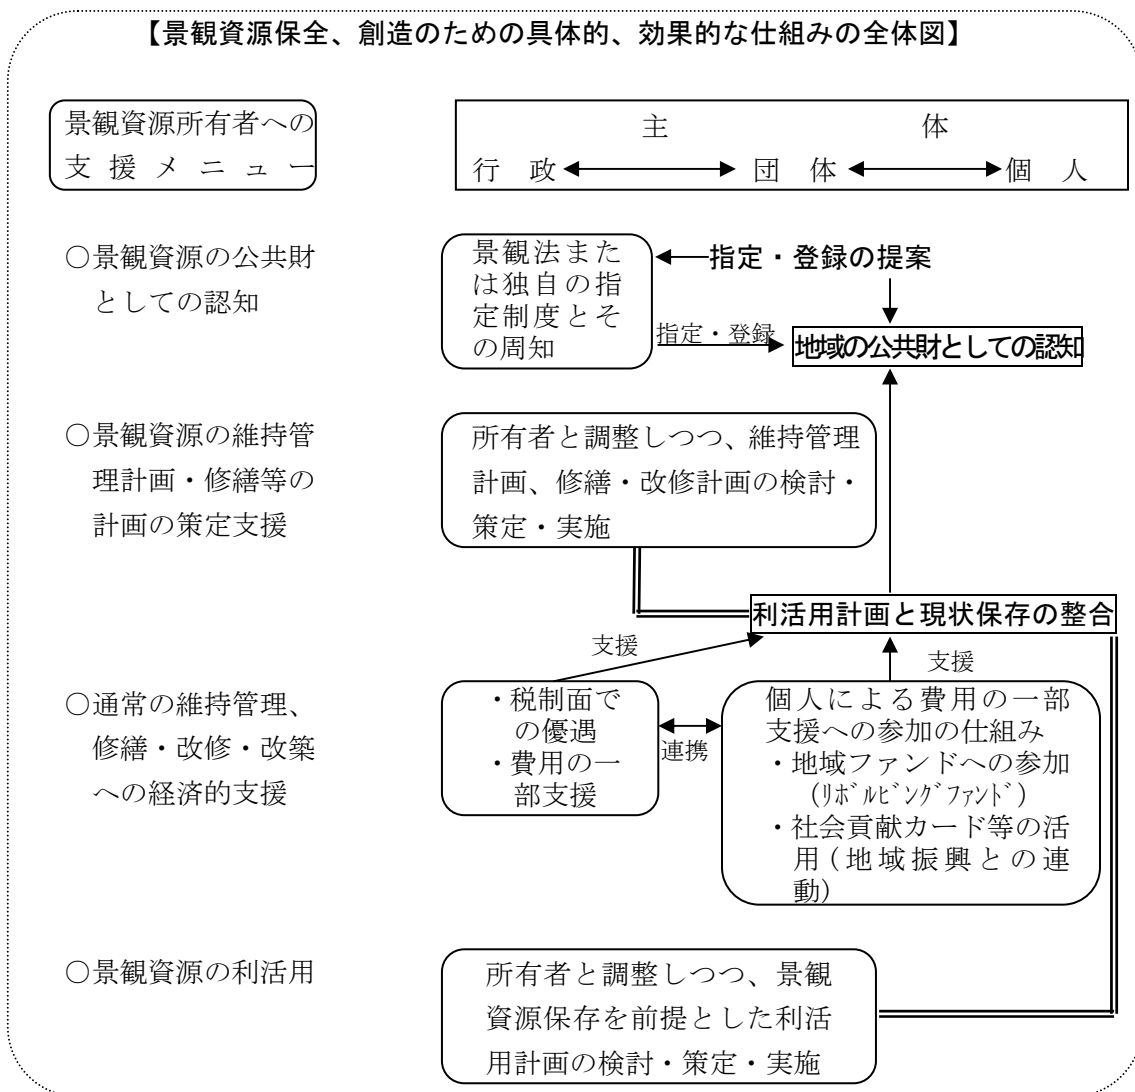 【景観資源保全、創造のための具体的、効果的な仕組みの全体図】
景観資源所有者への
支援メニュー
主 体
行 政 団 体 個 人
○景観資源の公共財
としての認知
景観法また
は独自の指
定制度とそ
の周知
指定・登録の提案
指定・登録
地域の公共財としての認知
○景観資源の維持管
理計画・修繕等の
計画の策定支援
所有者と調整しつつ、維持管理
計画、修繕・改修計画の検討・
策定・実施
利活用計画と現状保存の整合
支援
支援
○通常の維持管理、
修繕・改修・改築
への経済的支援
・税制面で
の優遇
・費用の一
部支援
連携
個人による費用の一部
支援への参加の仕組み
・地域ファンドへの参加
(ﾘﾎﾞﾙﾋﾞﾝｸﾞﾌｧﾝﾄﾞ)
・社会貢献カード等の活
用(地域振興との連
動)
○景観資源の利活用
所有者と調整しつつ、景観
資源保存を前提とした利活
用計画の検討・策定・実施